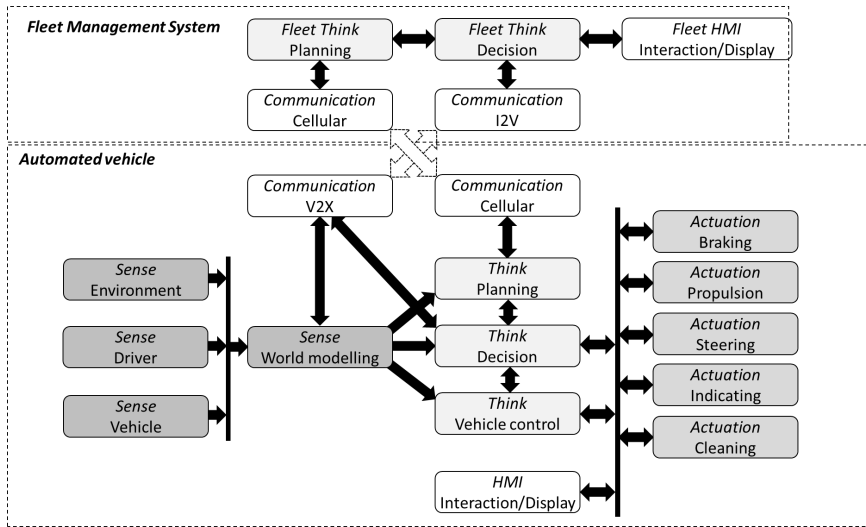 Fleet Management System
Fleet Think
Planning
Fleet Think
Decision
Fleet HMI
Interaction/Display
Communication
Cellular
Communication
I2V
Automated vehicle
Communication
V2X
Communication
Cellular
Sense
Environment
Sense
Driver
Sense
Vehicle
Sense
World modelling
Think
Planning
Think
Decision
Think
Vehicle control
HMI
Interaction/Display
Actuation
Braking
Actuation
Propulsion
Actuation
Steering
Actuation
Indicating
Actuation
Cleaning